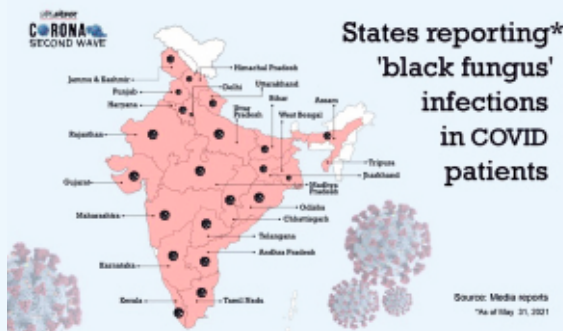 CORONA
SECOND WAVE
States reporting*
'black fungus'
infections
in COVID
patients
Himachal Pradesh
Jammu & Kashmir
Uttarakhand
Punjab
Delhi
Haryana
Bihar
Assam
Uttar
Pradesh
West Bengal
Rajasthan
Tripura
Jharkhand
Gujarat
Madhya
Pradesh
Odisha
Maharashtra
Chhattisgarh
Telangana
Andhra Pradesh
Karnataka
Kerala
Tamil Nadu
Source: Media reports
*As of May 31, 2021